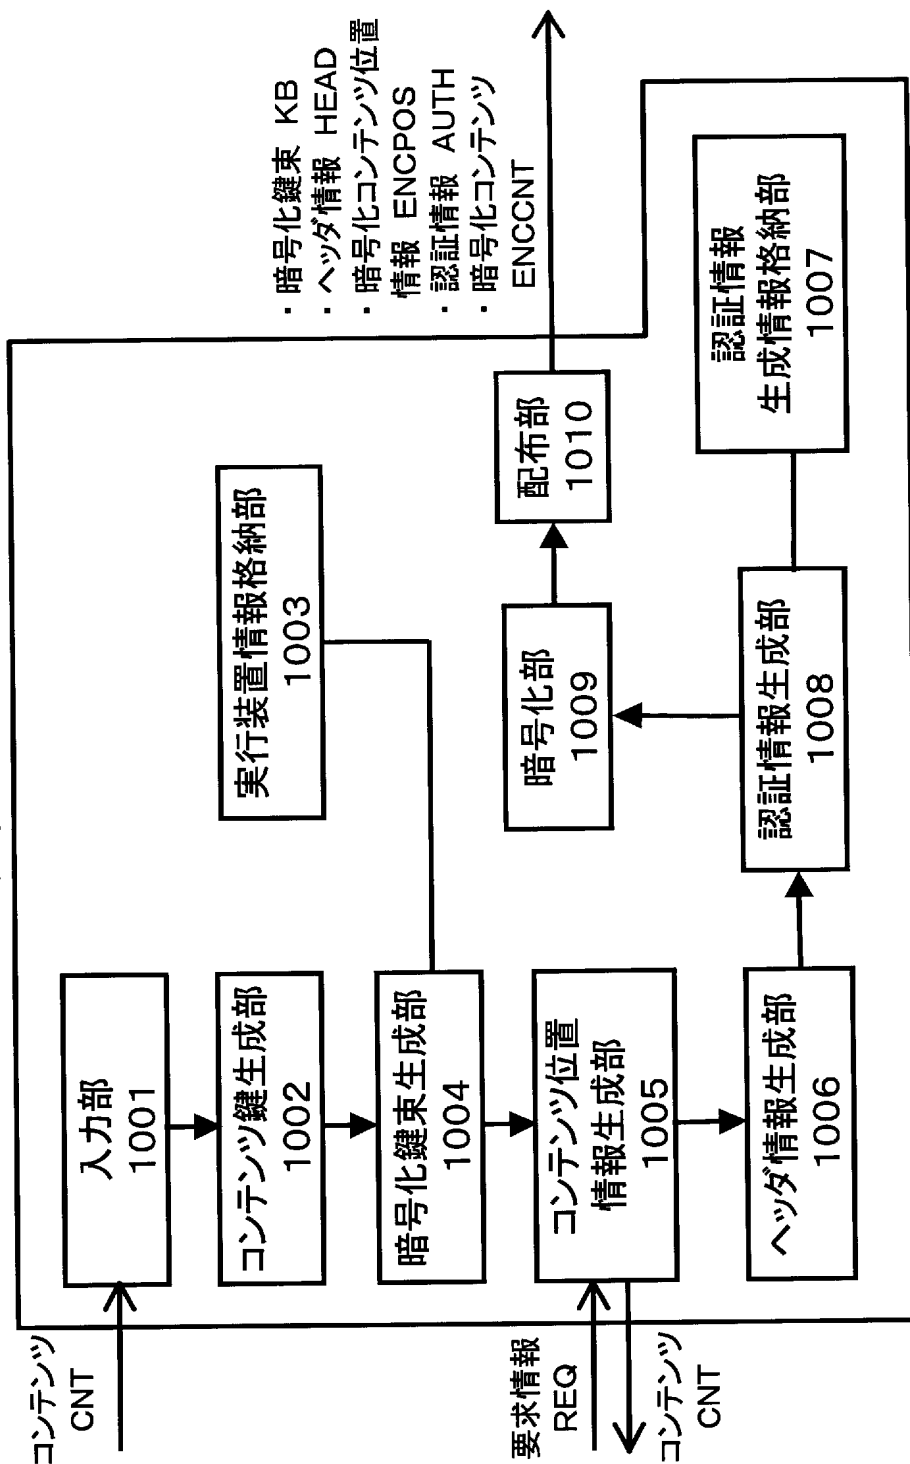 コンテンツ
CNT
入力部
1001
コンテンツ鍵生成部
1002
実行装置情報格納部
1003
暗号化鍵束生成部
1004
要求情報
REQ
コンテンツ
CNT
コンテンツ位置
情報生成部
1005
ヘッダ情報生成部
1006
認証情報
生成情報格納部
1007
認証情報生成部
1008
暗号化部
1009
配布部
1010
・暗号化鍵束 KB
・ヘッダ情報 HEAD
・暗号化コンテンツ位置
情報 ENCPOS
・認証情報 AUTH
・暗号化コンテンツ
ENCCNT